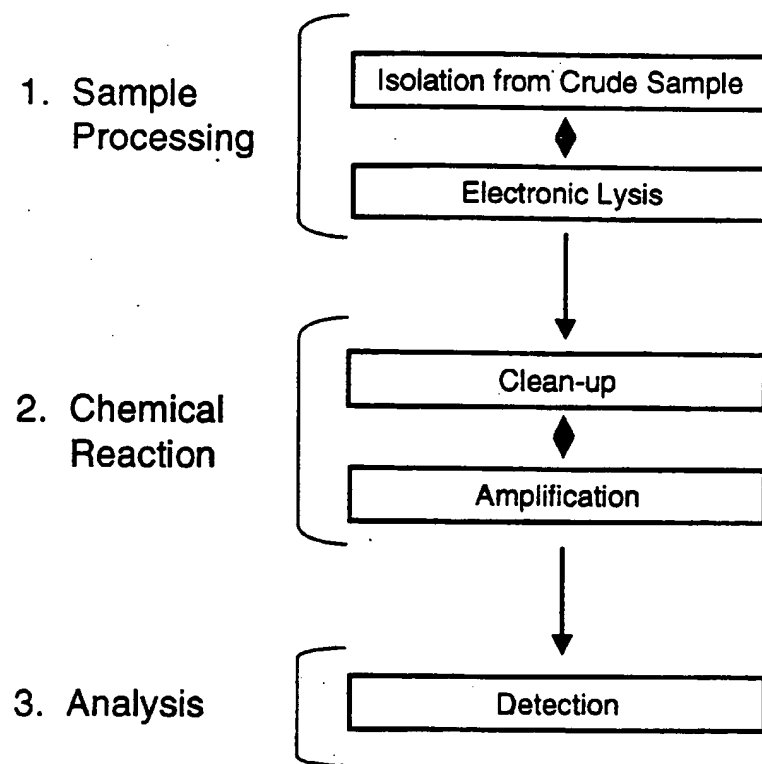 1. Sample
Processing
Isolation from Crude Sample
Electronic Lysis
2. Chemical
Reaction
Clean-up
Amplification
3. Analysis
Detection